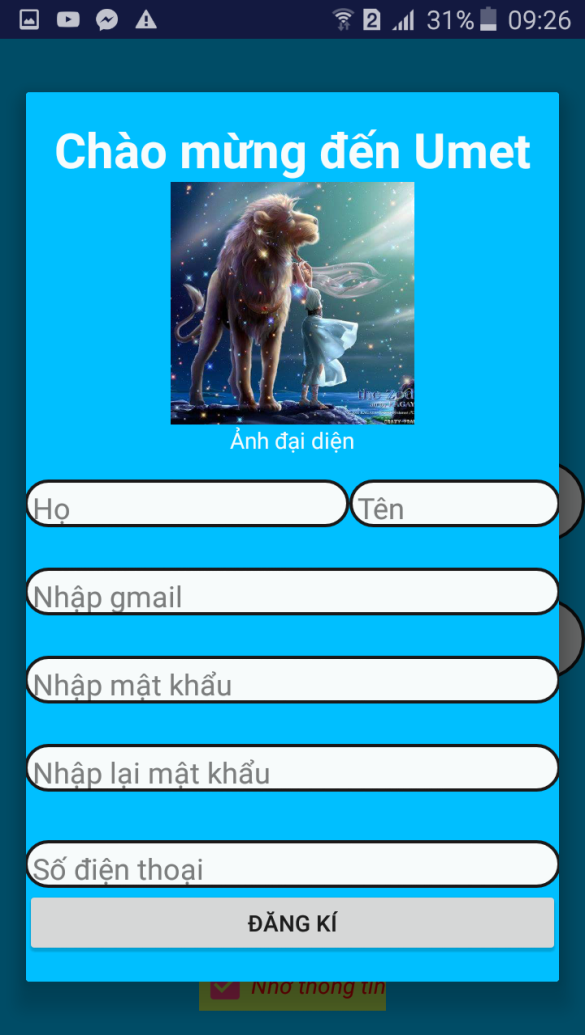 2 31% 09:26
Chào mừng đến Umet
Ảnh đại diện
Họ Tên
Nhập gmail
Nhập mật khẩu
Nhập lại mật khẩu
Số điện thoại
ĐĂNG KÍ
Nhớ thông tin